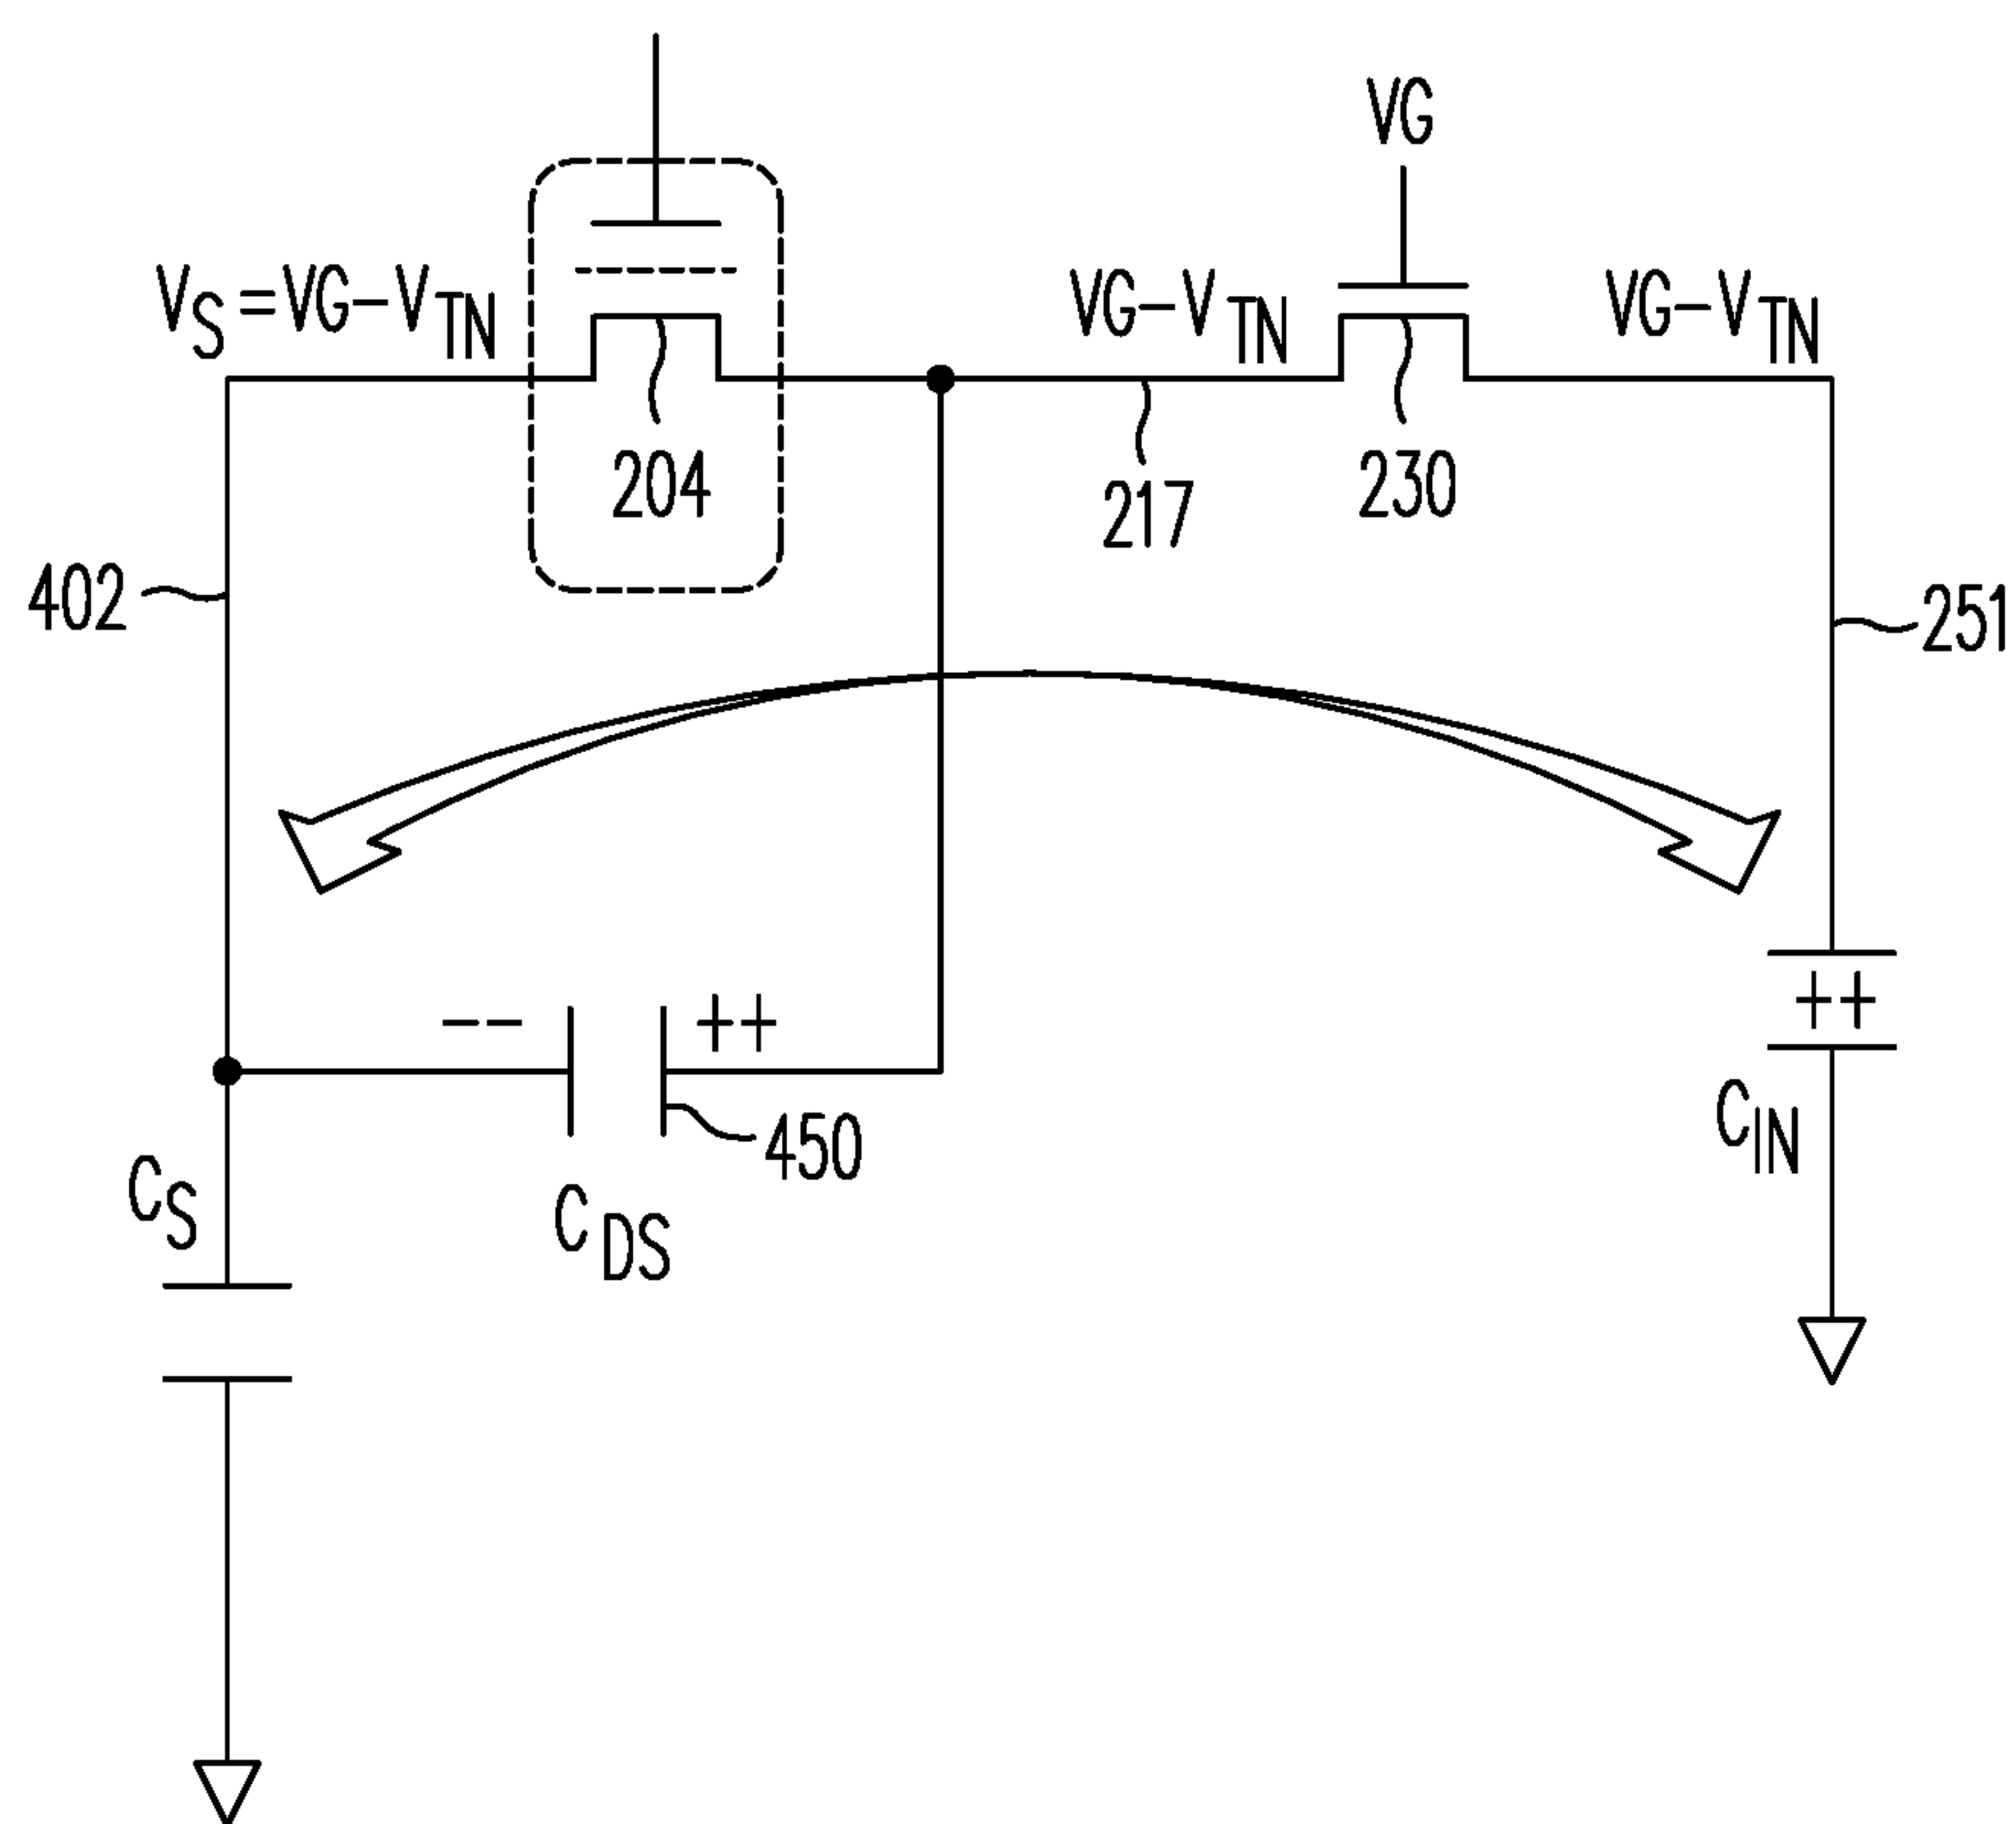 VG
VS=VG-VTN
VG-VTN
VG-VTN
204
217
230
402
251
-- ++
++
450
CS
CDS
CIN